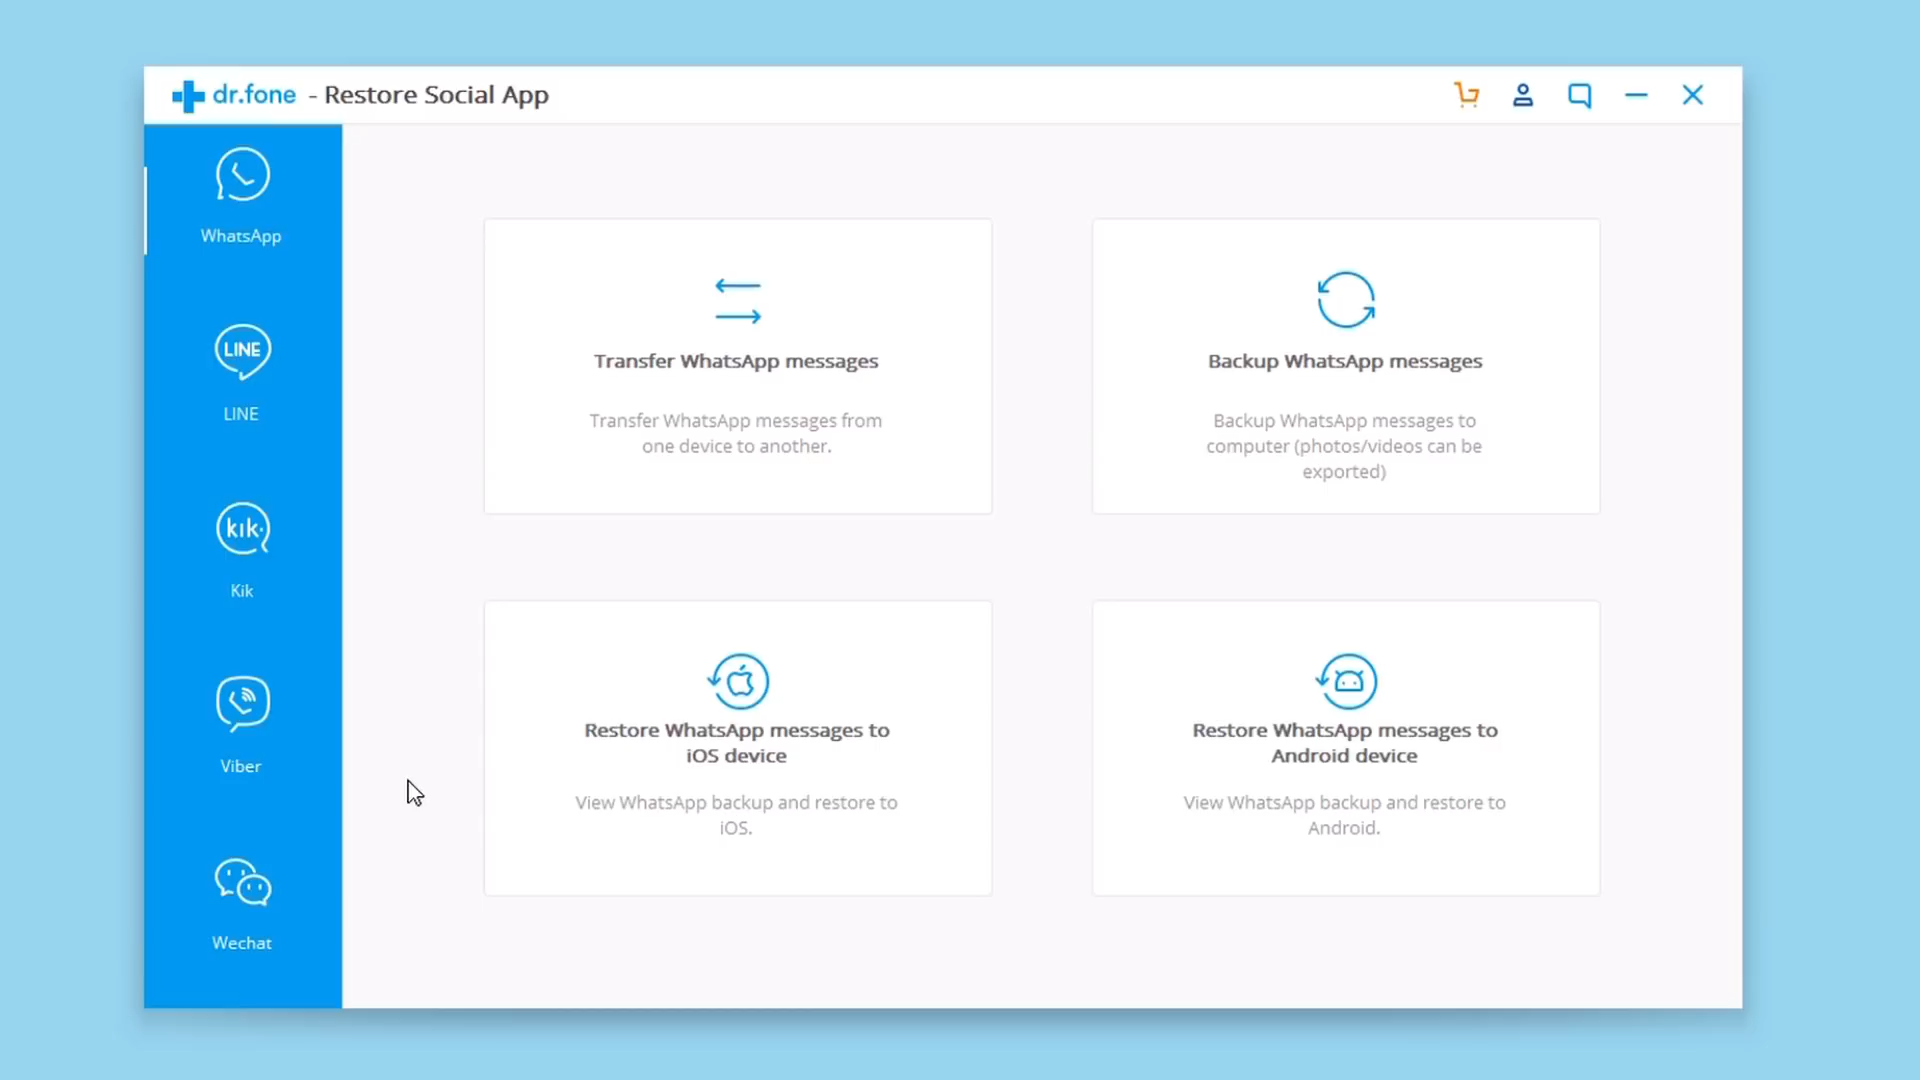 dr.fone - Restore Social App
WhatsApp
LINE
LINE
kik.
Kik
Viber
Wechat
Transfer WhatsApp messages
Transfer WhatsApp messages from
one device to another.
Backup WhatsApp messages
Backup WhatsApp messages to
computer (photos/videos can be
exported)
Restore WhatsApp messages to
iOS device
View WhatsApp backup and restore to
iOS.
Restore WhatsApp messages to
Android device
View WhatsApp backup and restore to
Android.